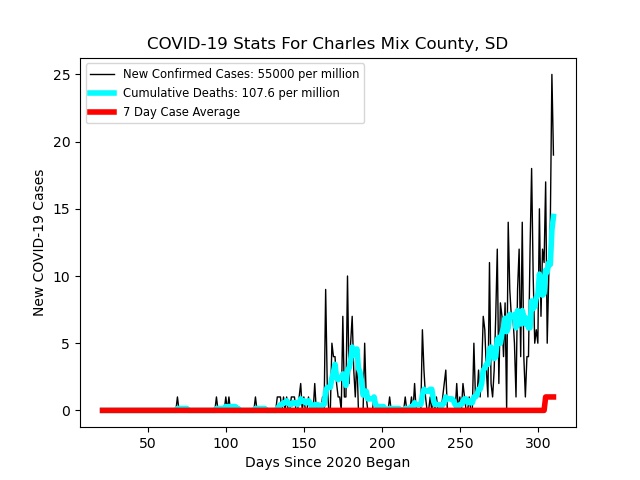 COVID-19 Stats For Charles Mix County, SD
New Confirmed Cases: 55000 per million
Cumulative Deaths: 107.6 per million
7 Day Case Average
New COVID-19 Cases
25
20
15
10
5
0
50 100 150 200 250 300
Days Since 2020 Began